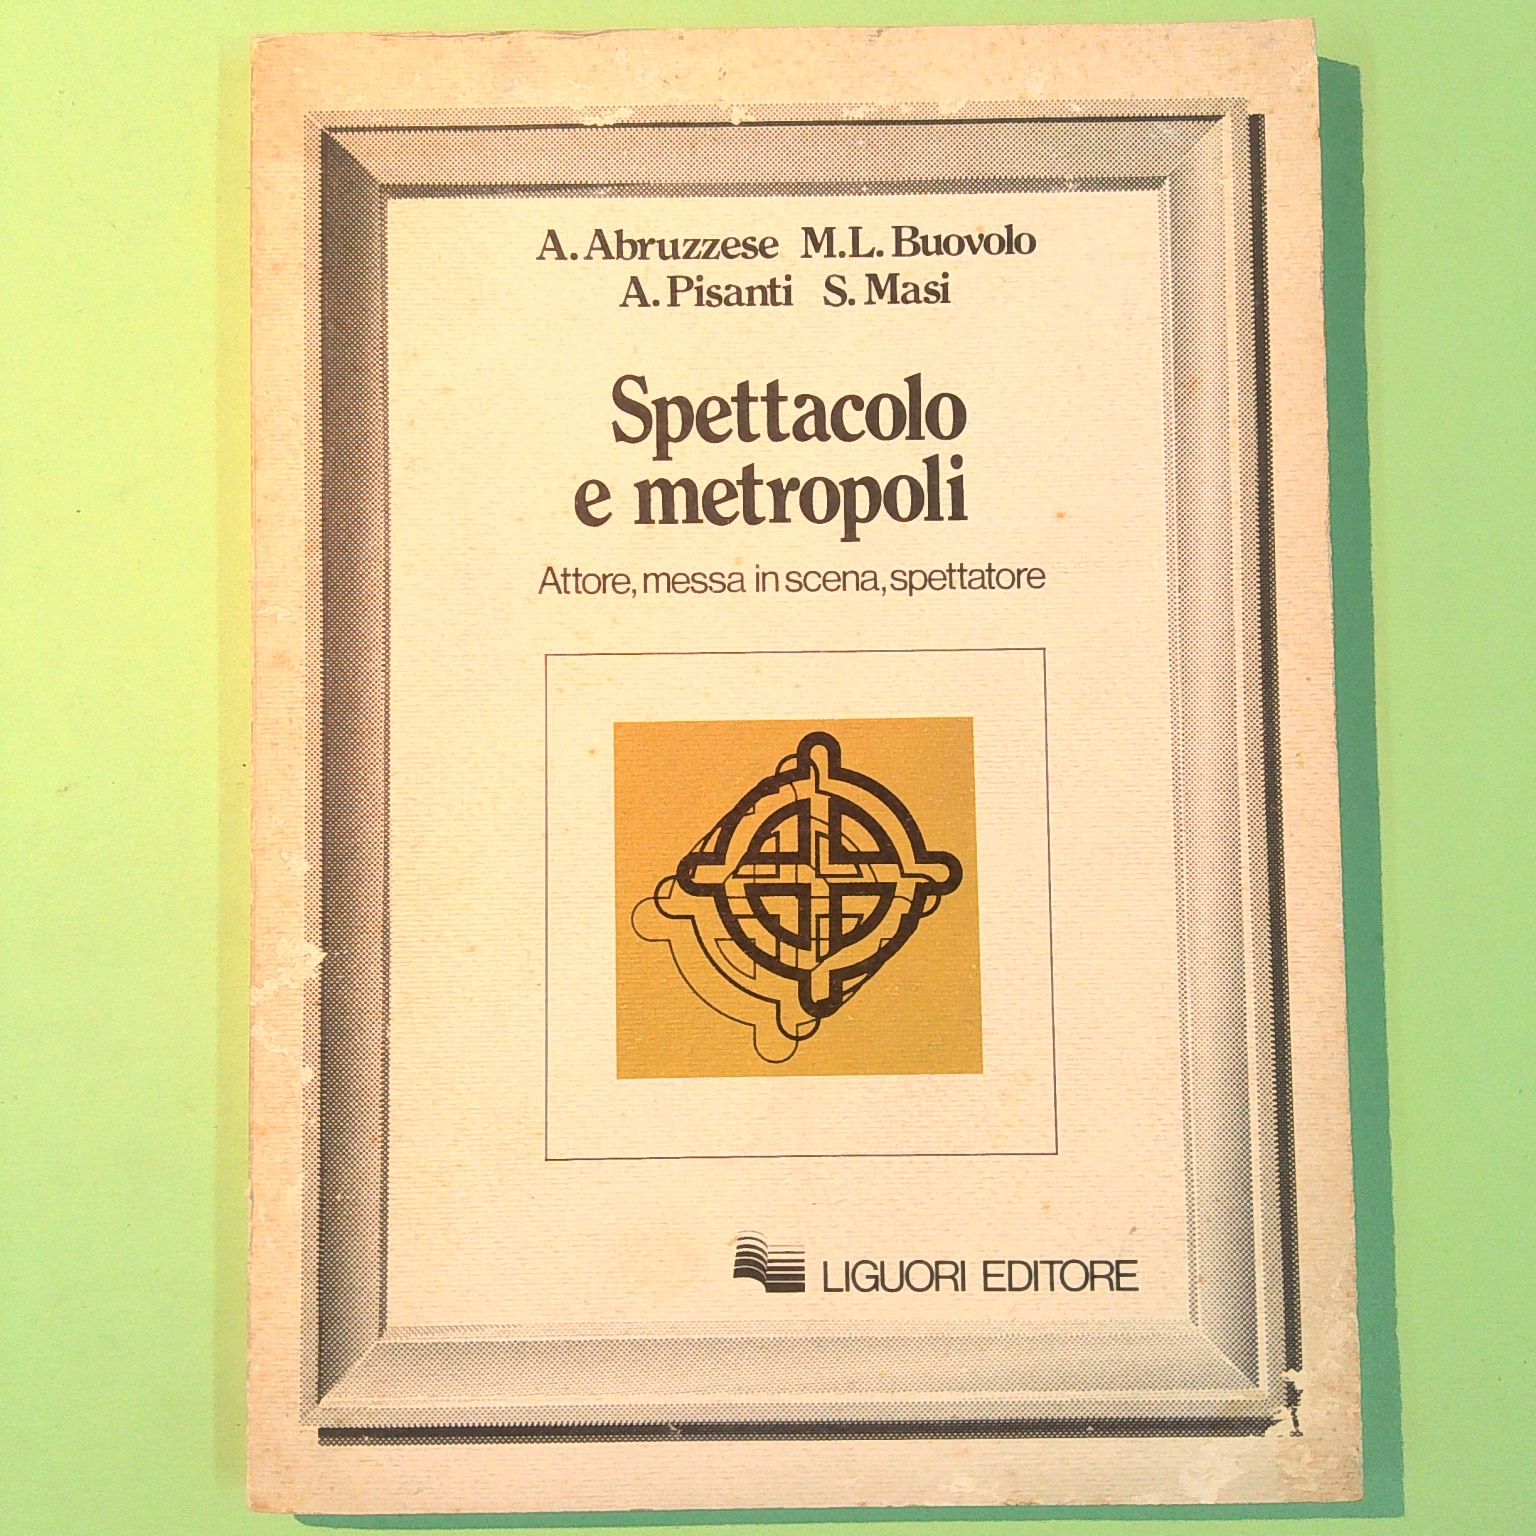 A. Abruzzese M.L. Buovolo
A. Pisanti S. Masi
Spettacolo
e metropoli
Attore, messa in scena, spettatore
LIGUORI EDITORE